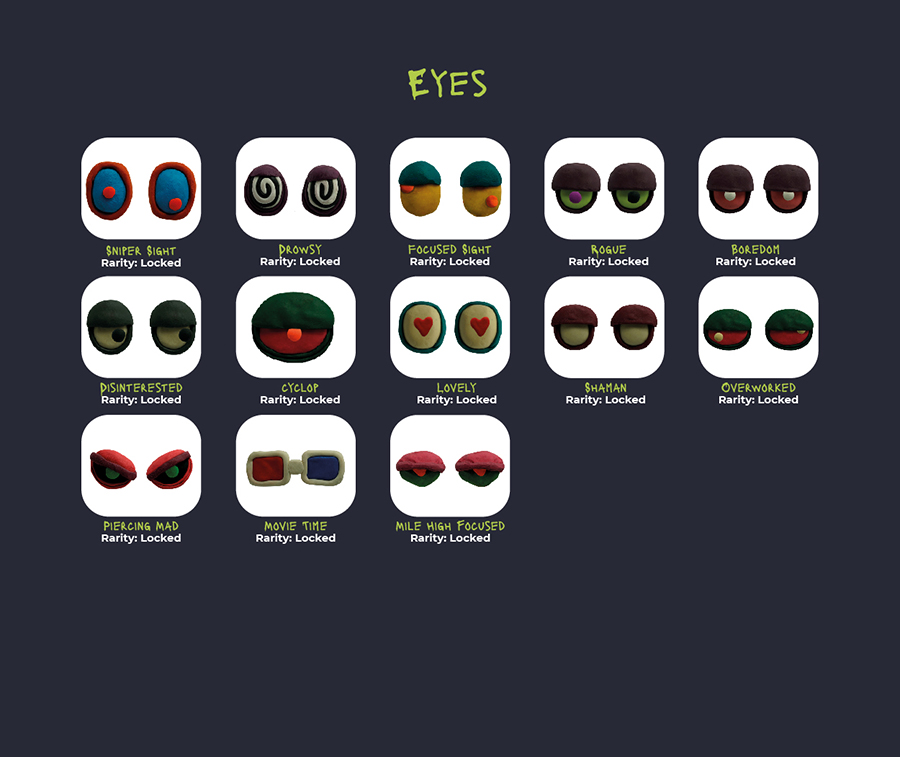 EYES
SNIPER SIGHT
Rarity: Locked
DROWSY
Rarity: Locked
FOCUSED SIGHT
Rarity: Locked
ROGUE
Rarity: Locked
BOREDOM
Rarity: Locked
DISINTERESTED
Rarity: Locked
CYCLOP
Rarity: Locked
LOVELY
Rarity: Locked
SHAMAN
Rarity: Locked
OVERWORKED
Rarity: Locked
PIERCING MAD
Rarity: Locked
MOVIE TIME
Rarity: Locked
MILE HIGH FOCUSED
Rarity: Locked